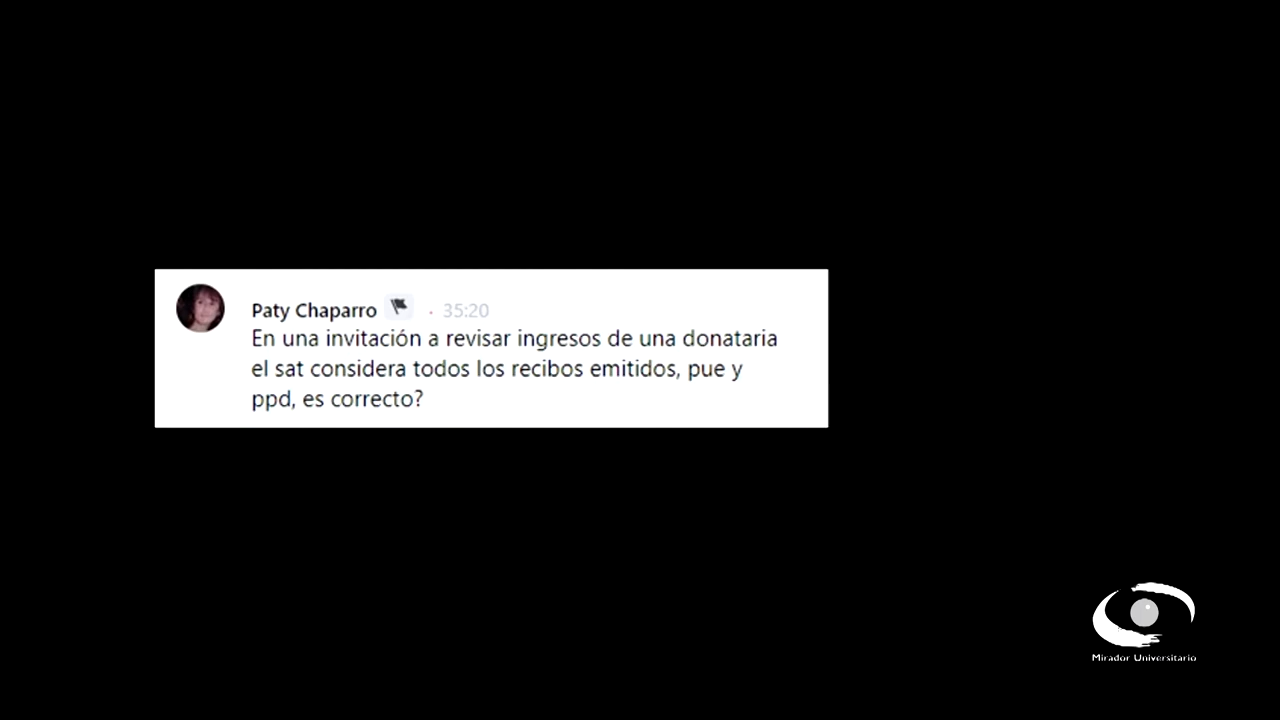 Paty Chaparro · 35:20
En una invitación a revisar ingresos de una donataria
el sat considera todos los recibos emitidos, pue y
ppd, es correcto?
Mirador Universitario